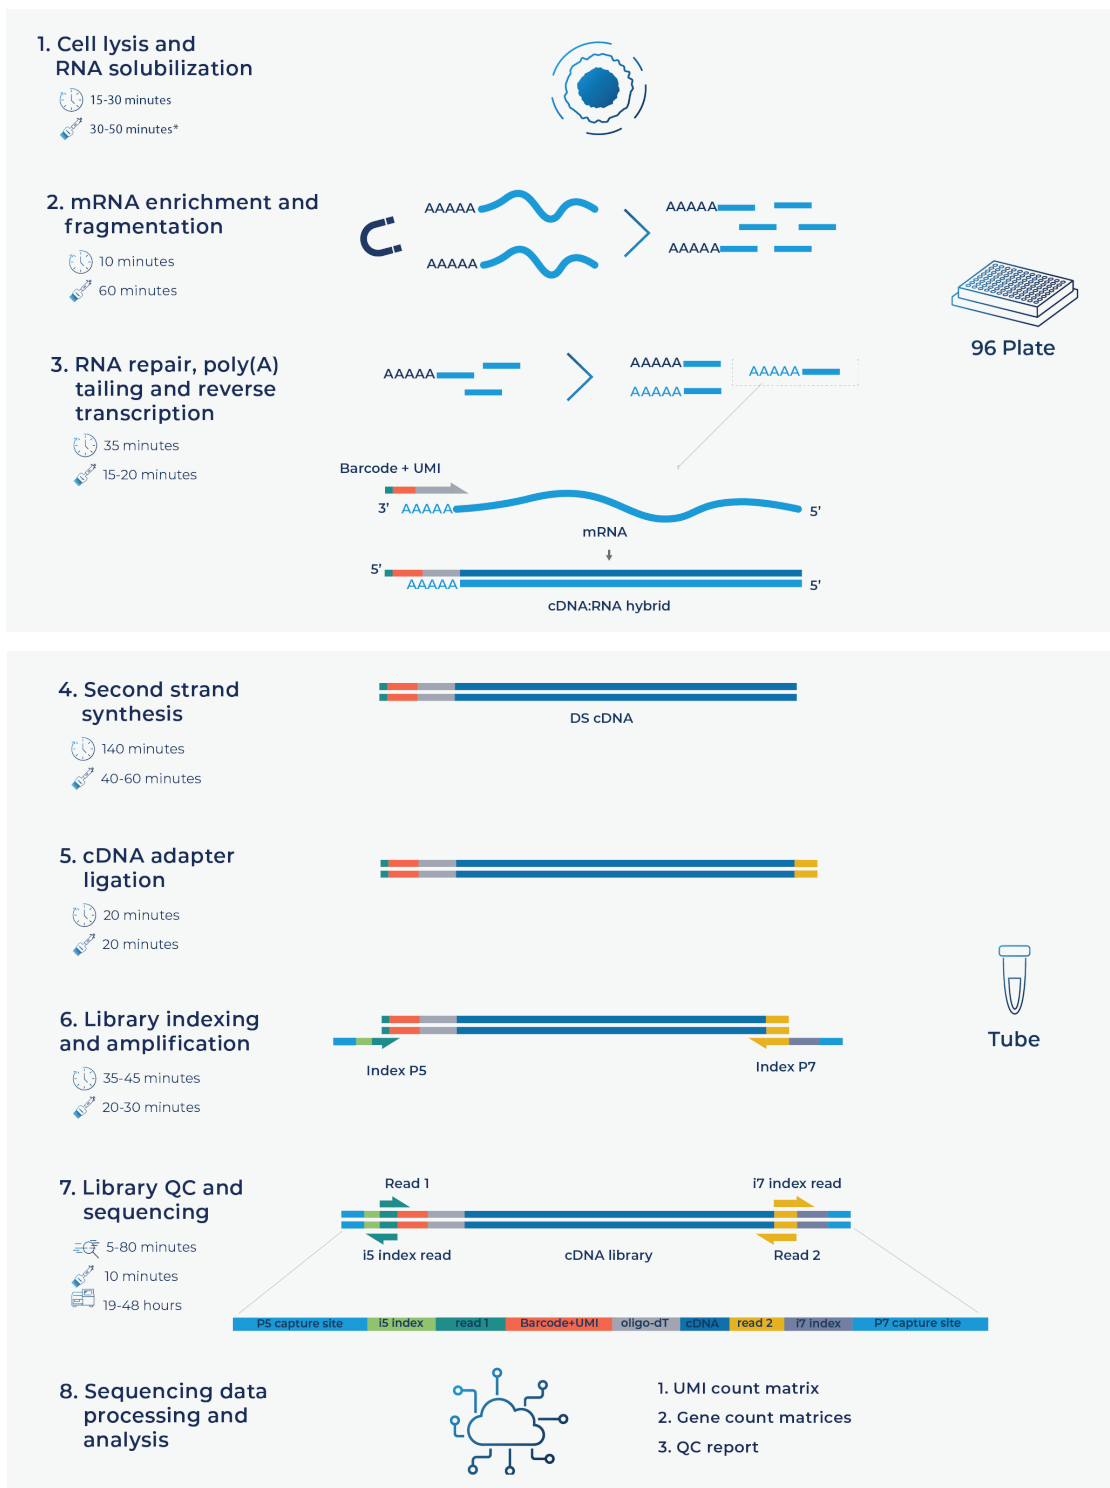 1. Cell lysis and
RNA solubilization
15-30 minutes
30-50 minutes*
2. mRNA enrichment and
fragmentation
10 minutes
60 minutes
AAAAA
AAAAA
AAAAA
AAAAA
96 Plate
3. RNA repair, poly(A)
tailing and reverse
transcription
35 minutes
15-20 minutes
AAAAA
AAAAA
AAAAA
AAAAA
Barcode + UMI
3’ AAAAA 5’
mRNA
5’
AAAAA 5’
cDNA:RNA hybrid
4. Second strand
synthesis
140 minutes
40-60 minutes
DS cDNA
5. cDNA adapter
ligation
20 minutes
20 minutes
6. Library indexing
and amplification
35-45 minutes
20-30 minutes
Index P5
Index P7
Tube
7. Library QC and
sequencing
5-80 minutes
10 minutes
19-48 hours
Read 1
i7 index read
i5 index read
cDNA library
Read 2
P5 capture site i5 index read 1 Barcode+UMI oligo-dT cDNA read 2 i7 index P7 capture site
8. Sequencing data
processing and
analysis
1. UMI count matrix
2. Gene count matrices
3. QC report